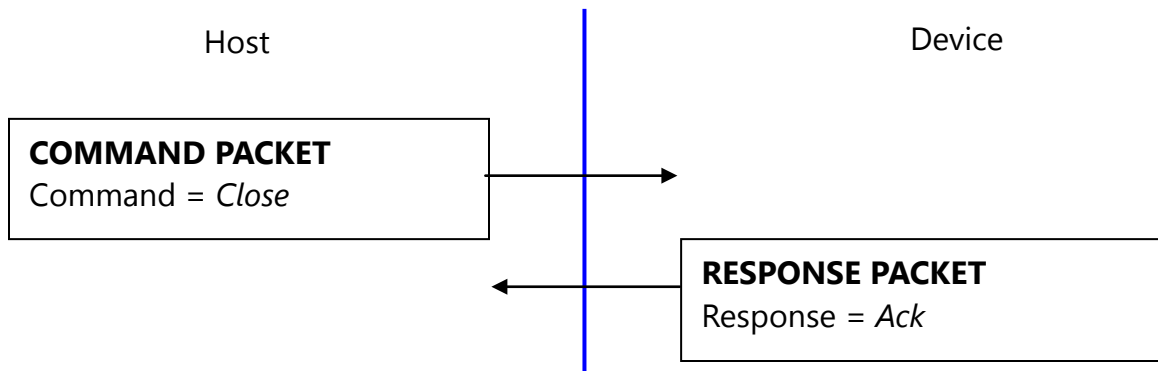 Host
Device
COMMAND PACKET
Command = Close
RESPONSE PACKET
Response = Ack